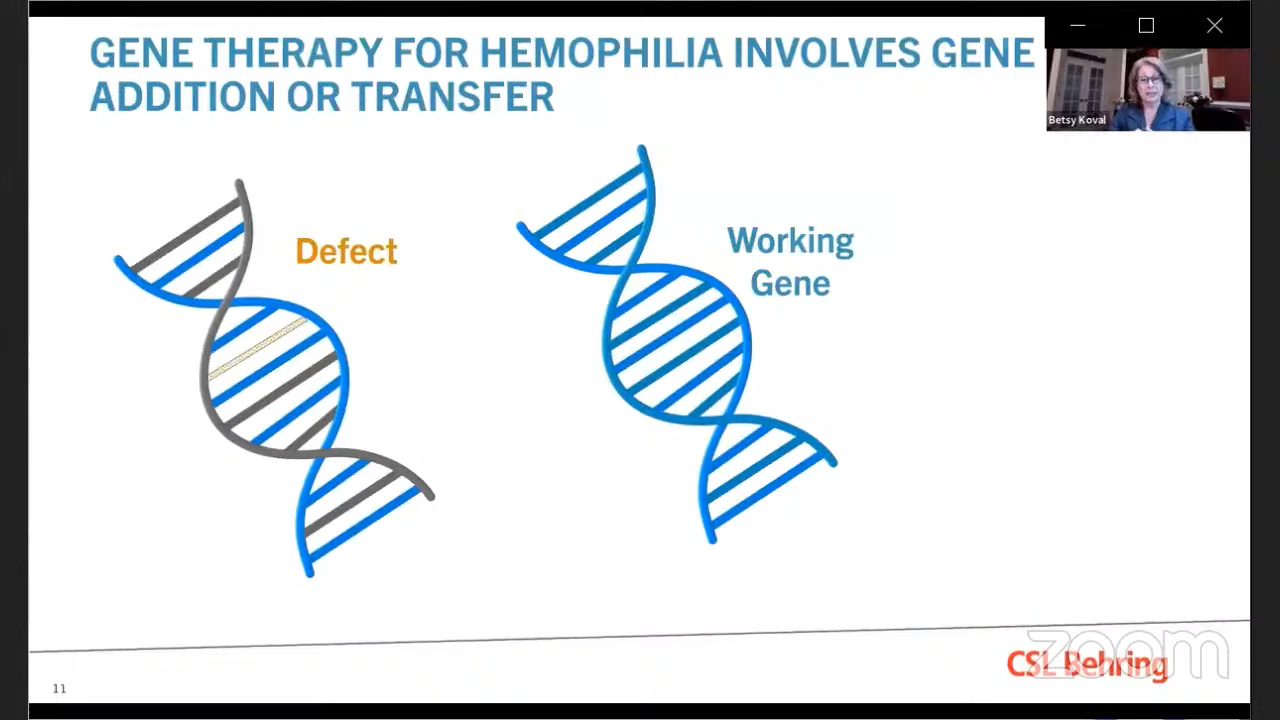 GENE THERAPY FOR HEMOPHILIA INVOLVES GENE
ADDITION OR TRANSFER
Betsy Koval
Defect
Working
Gene
zoom
CSL Behring
11